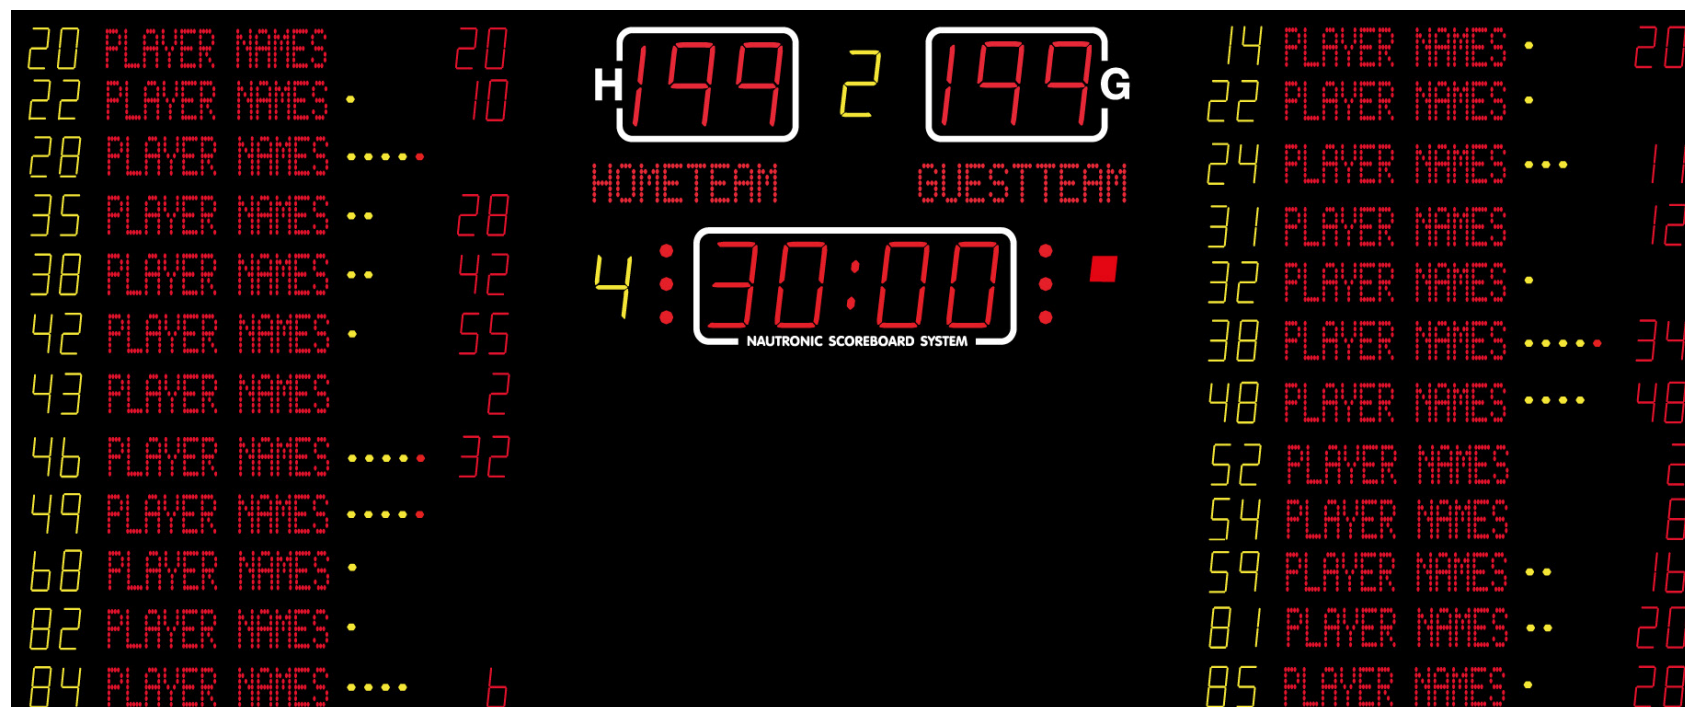 20 PLAYER NAMES 20
22 PLAYER NAMES 10
28 PLAYER NAMES
35 PLAYER NAMES 28
38 PLAYER NAMES 42
42 PLAYER NAMES 55
43 PLAYER NAMES 2
46 PLAYER NAMES 32
49 PLAYER NAMES
68 PLAYER NAMES
82 PLAYER NAMES
84 PLAYER NAMES 6
H 199 2 199 G
HOMETEAM GUESTTEAM
4 30:00
NAUTRONIC SCOREBOARD SYSTEM
14 PLAYER NAMES 20
22 PLAYER NAMES
24 PLAYER NAMES 11
31 PLAYER NAMES 12
32 PLAYER NAMES
38 PLAYER NAMES 34
48 PLAYER NAMES 48
52 PLAYER NAMES 2
54 PLAYER NAMES
59 PLAYER NAMES 16
81 PLAYER NAMES 20
85 PLAYER NAMES 28